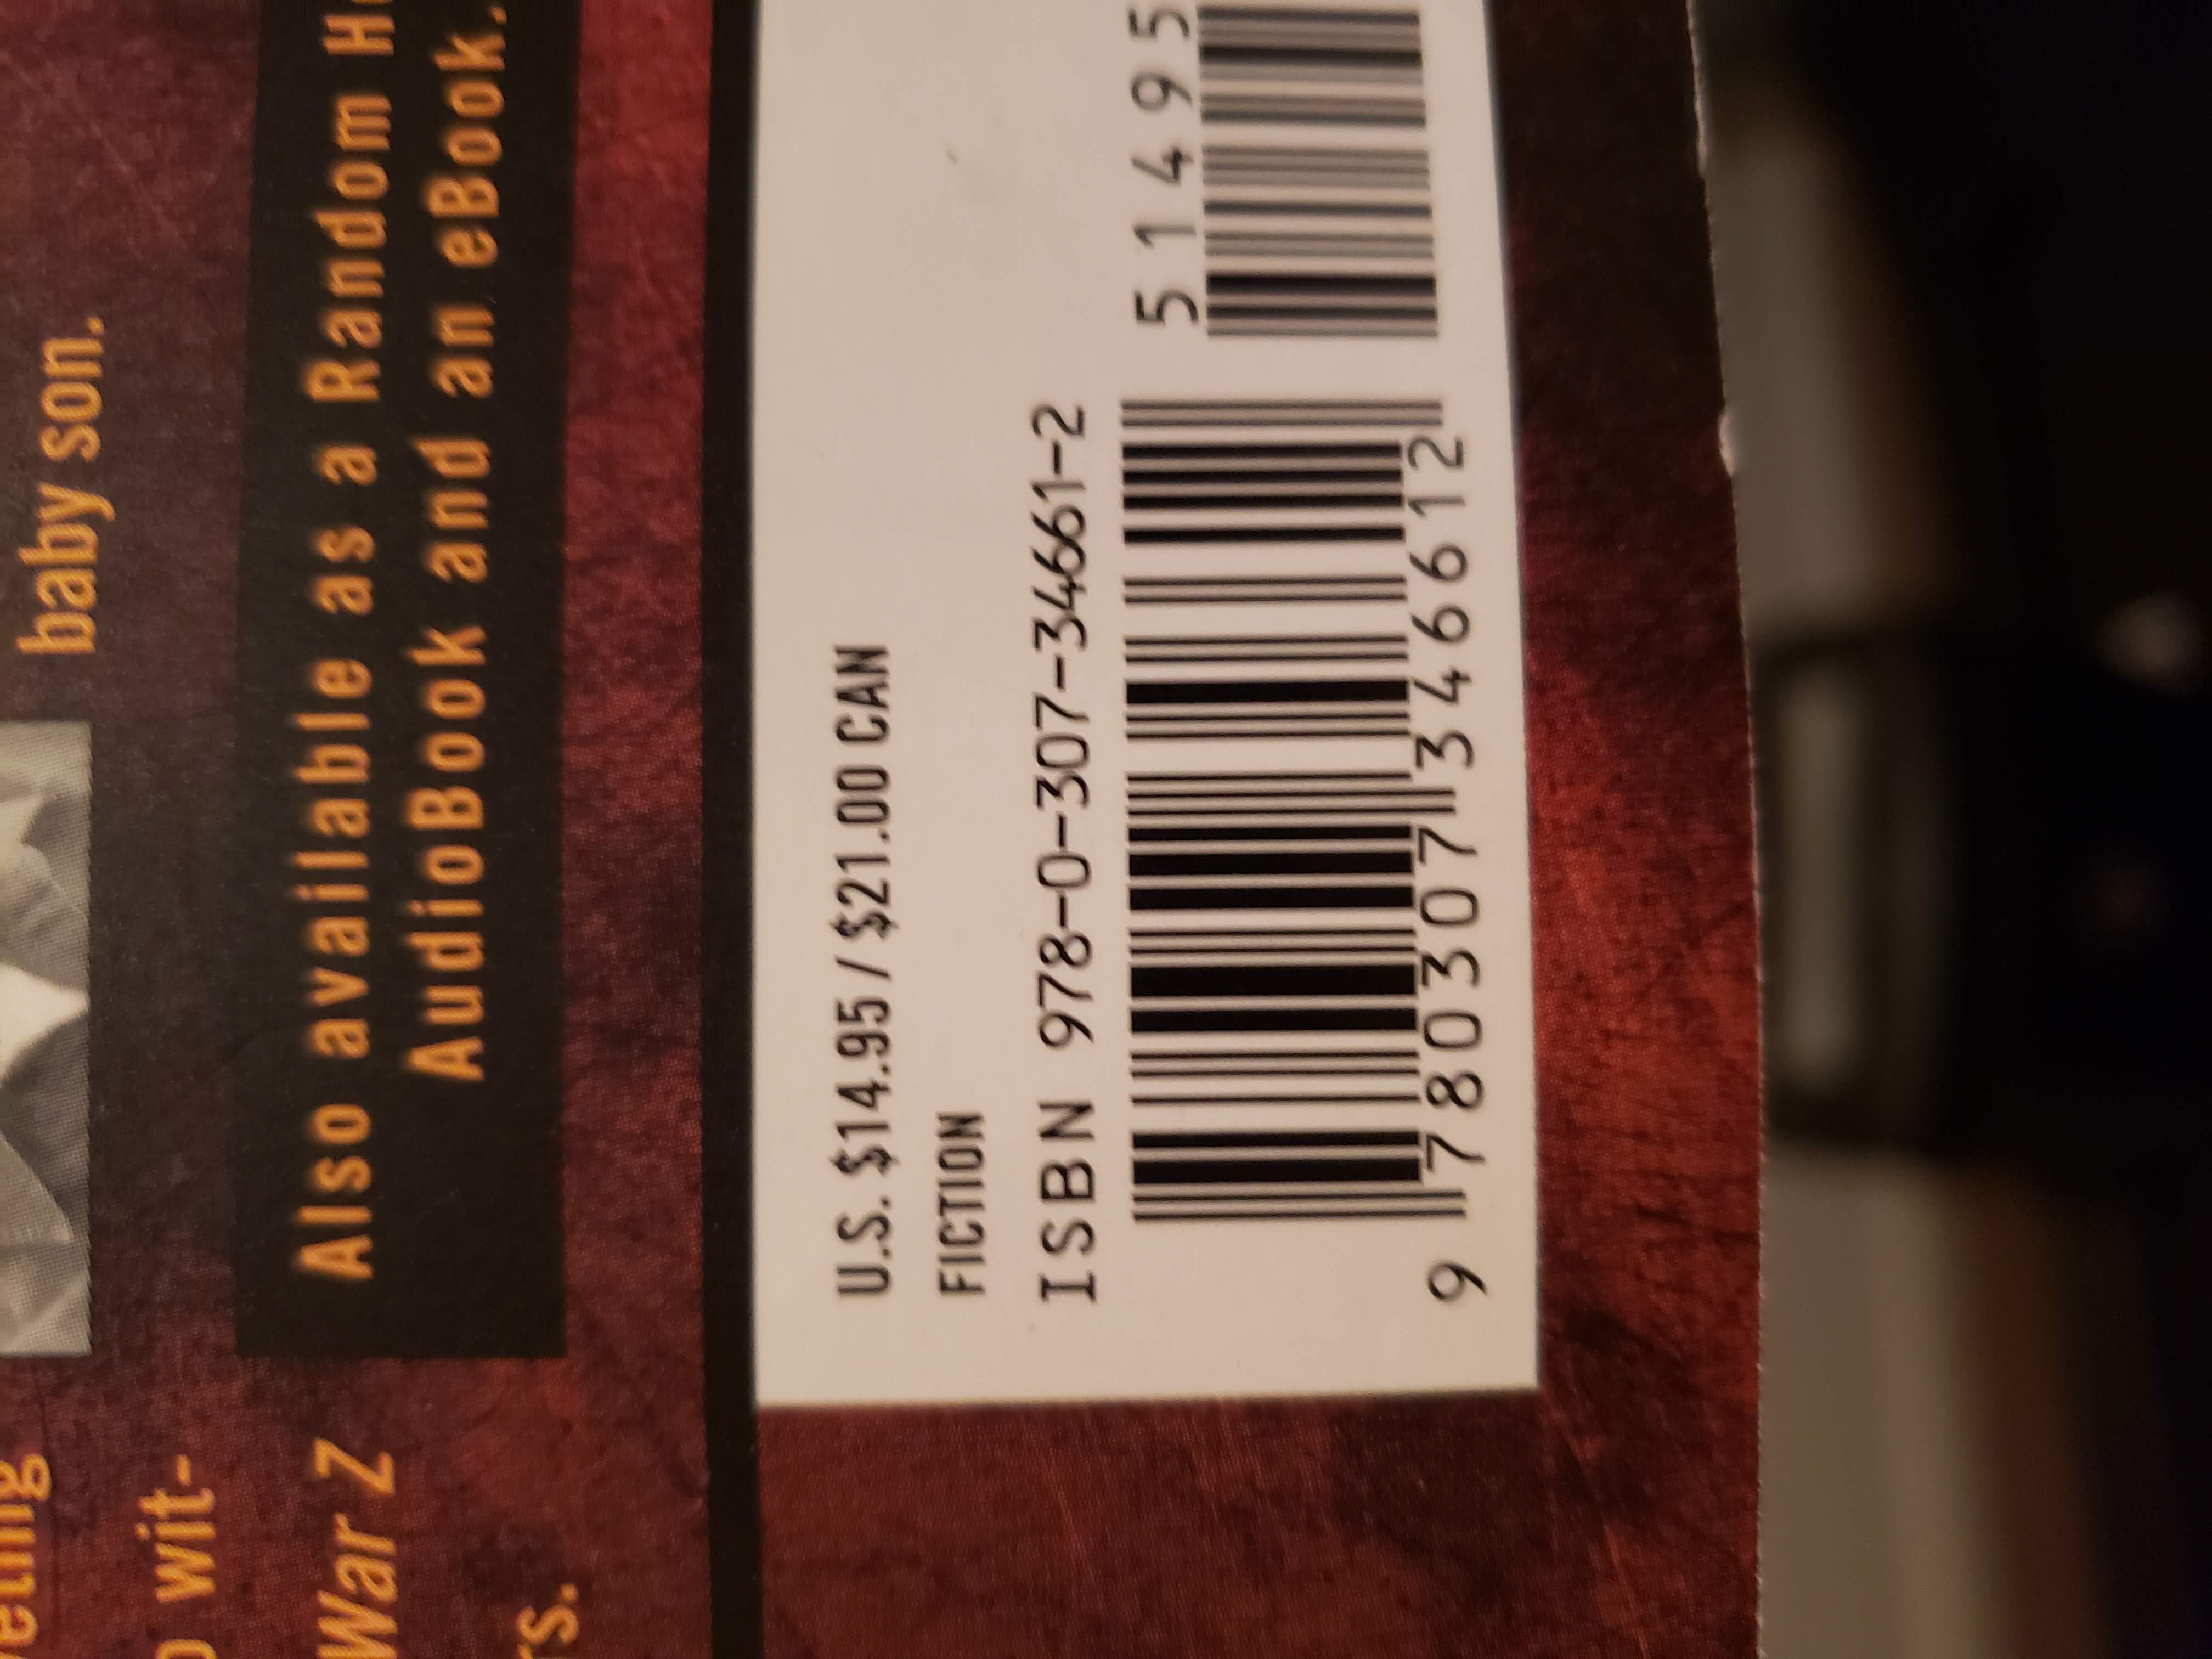 baby son.
wit-
War Z
Also available as a Random
AudioBook and an eBook.
U.S. $14.95 / $21.00 CAN
FICTION
ISBN 978-0-307-34661-2
51495
9 780307 346612